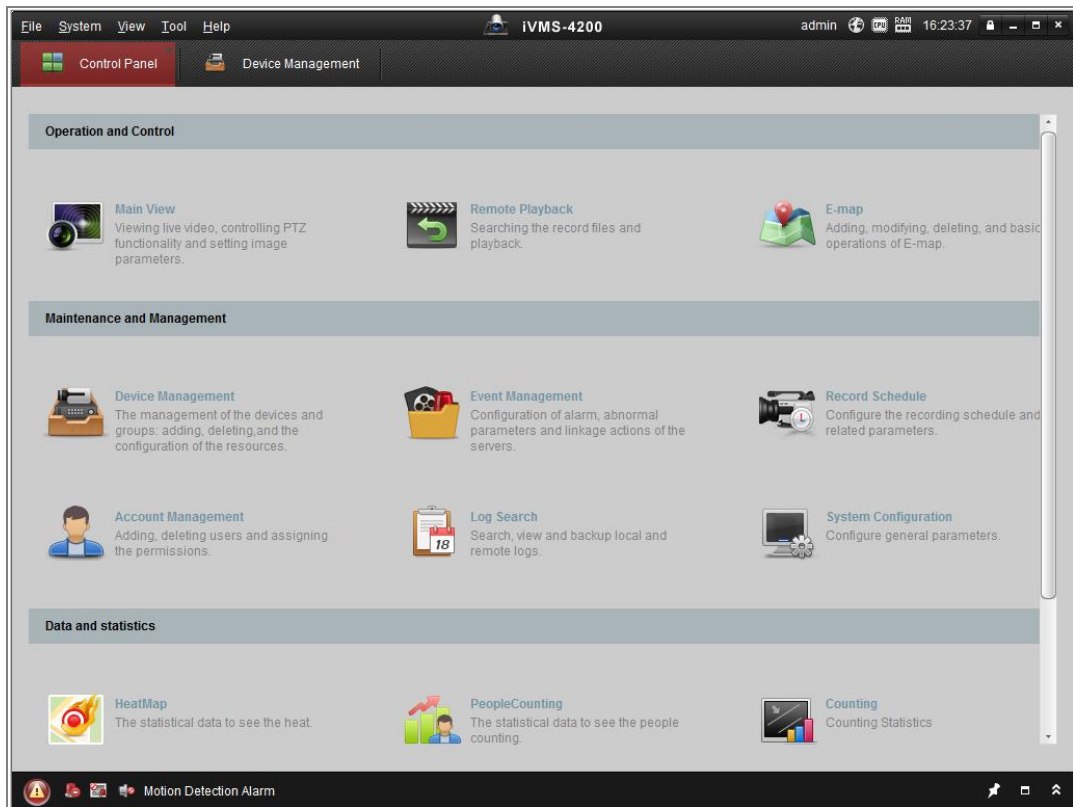 File System View Tool Help iVMS-4200 admin CPU RAM 16:23:37
Control Panel Device Management
Operation and Control
Main View
Viewing live video, controlling PTZ
functionality and setting image
parameters.
Remote Playback
Searching the record files and
playback.
E-map
Adding, modifying, deleting, and basic
operations of E-map.
Maintenance and Management
Device Management
The management of the devices and
groups: adding, deleting,and the
configuration of the resources.
Event Management
Configuration of alarm, abnormal
parameters and linkage actions of the
servers.
Record Schedule
Configure the recording schedule and
related parameters.
Account Management
Adding, deleting users and assigning
the permissions.
18
Log Search
Search, view and backup local and
remote logs.
System Configuration
Configure general parameters.
Data and statistics
HeatMap
The statistical data to see the heat.
PeopleCounting
The statistical data to see the people
counting.
Counting
Counting Statistics
Motion Detection Alarm